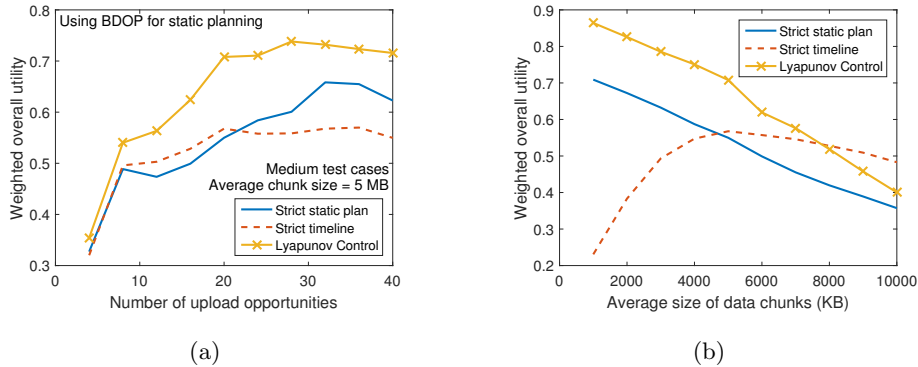 Using BDOP for static planning
Weighted overall utility
0.8
0.7
0.6
0.5
0.4
0.3
Medium test cases
Average chunk size = 5 MB
Strict static plan
Strict timeline
Lyapunov Control
0 10 20 30 40
Number of upload opportunities
(a)
Weighted overall utility
0.9
0.8
0.7
0.6
0.5
0.4
0.3
0.2
Strict static plan
Strict timeline
Lyapunov Control
0 2000 4000 6000 8000 10000
Average size of data chunks (KB)
(b)